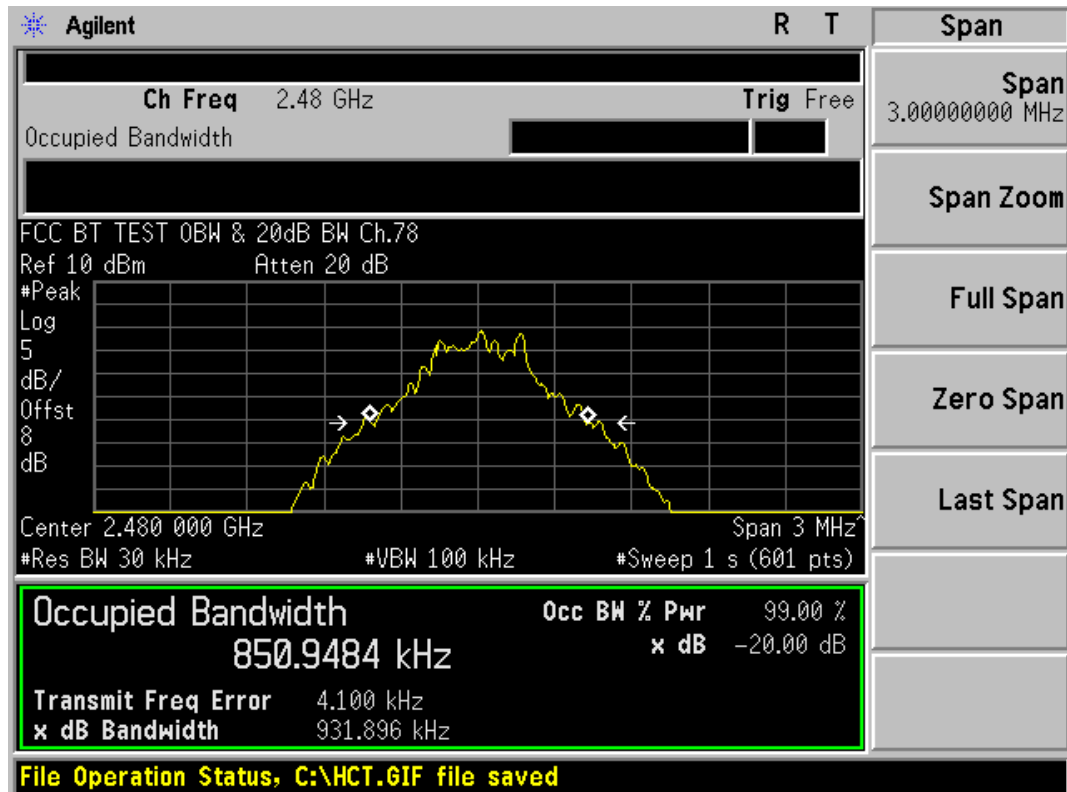 Agilent R T Span
Ch Freq 2.48 GHz Trig Free
Occupied Bandwidth
Span
3.00000000 MHz
Span Zoom
Full Span
Zero Span
Last Span
FCC BT TEST OBW & 20dB BW Ch.78
Ref 10 dBm Atten 20 dB
#Peak
Log
5
dB/
Offst
8
dB
Center 2.480 000 GHz Span 3 MHz^
#Res BW 30 kHz #VBW 100 kHz #Sweep 1 s (601 pts)
Occupied Bandwidth Occ BW % Pwr 99.00 %
850.9484 kHz x dB -20.00 dB
Transmit Freq Error 4.100 kHz
x dB Bandwidth 931.896 kHz
File Operation Status, C:\HCT.GIF file saved